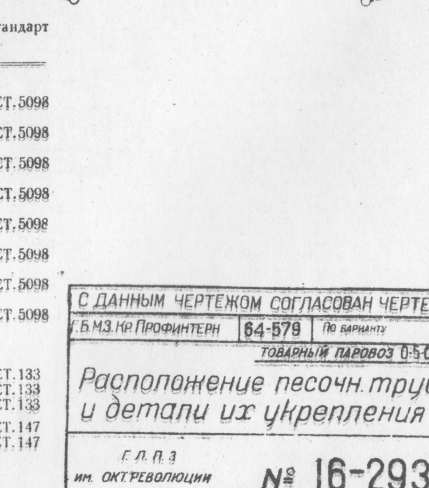 тандарт
СТ.5098
СТ.5098
СТ.5098
СТ.5098
СТ.5098
СТ.5098
СТ.5098
СТ.5098
СТ.133
СТ.133
СТ.133
СТ.147
СТ.147
С ДАННЫМ ЧЕРТЕЖОМ СОГЛАСОВАН ЧЕРТЕ
Г.Б.М.З. КР. ПРОФИНТЕРН 64-579 ПО ВАРИАНТУ
ТОВАРНЫЙ ПАРОВОЗ 0-5-0
Расположение песочн. труб
и детали их укрепления
Г. Л. П. З
ИМ. ОКТ.РЕВОЛЮЦИИ
№ 16-293